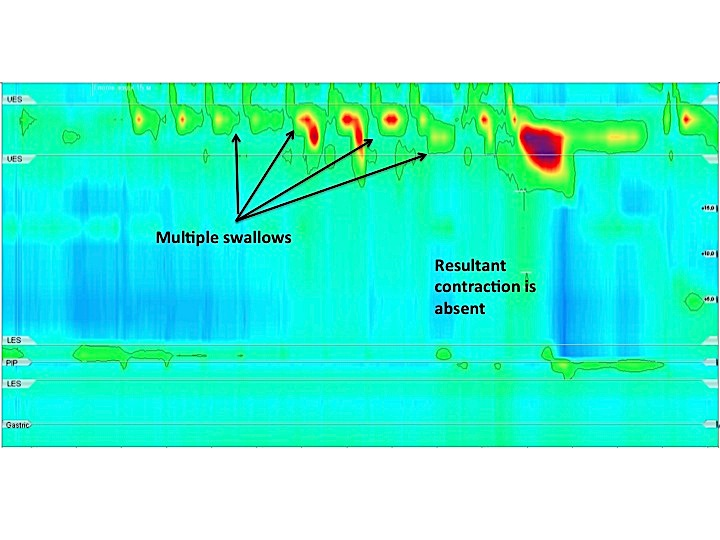 UES
UES
Multiple swallows
Resultant
contraction is
absent
LES
PIP
LES
Gastric